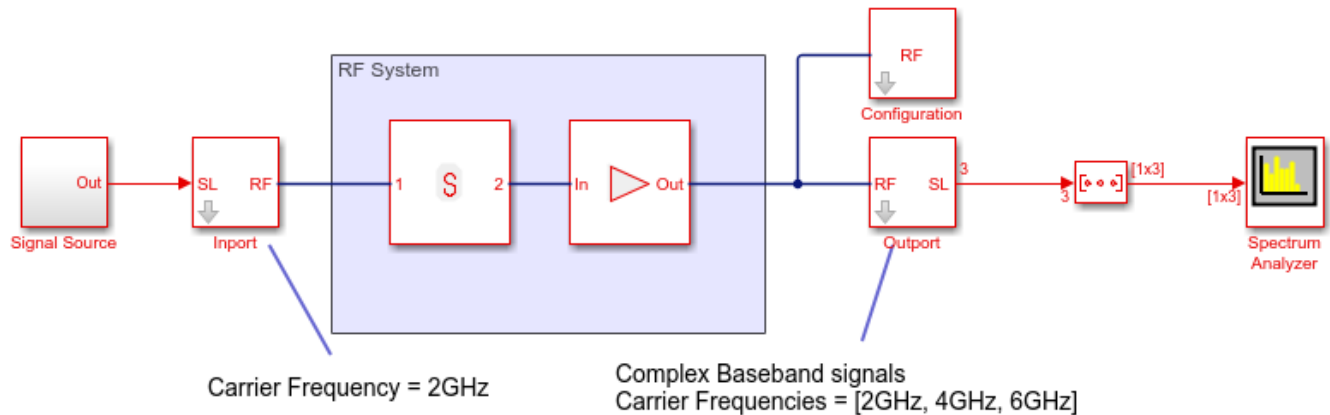 RF System
RF
Configuration
Out
Signal Source
SL RF
Inport
1 S 2
In Out
RF SL
Outport
3
3
[1x3]
[1x3]
Spectrum
Analyzer
Carrier Frequency = 2GHz
Complex Baseband signals
Carrier Frequencies = [2GHz, 4GHz, 6GHz]